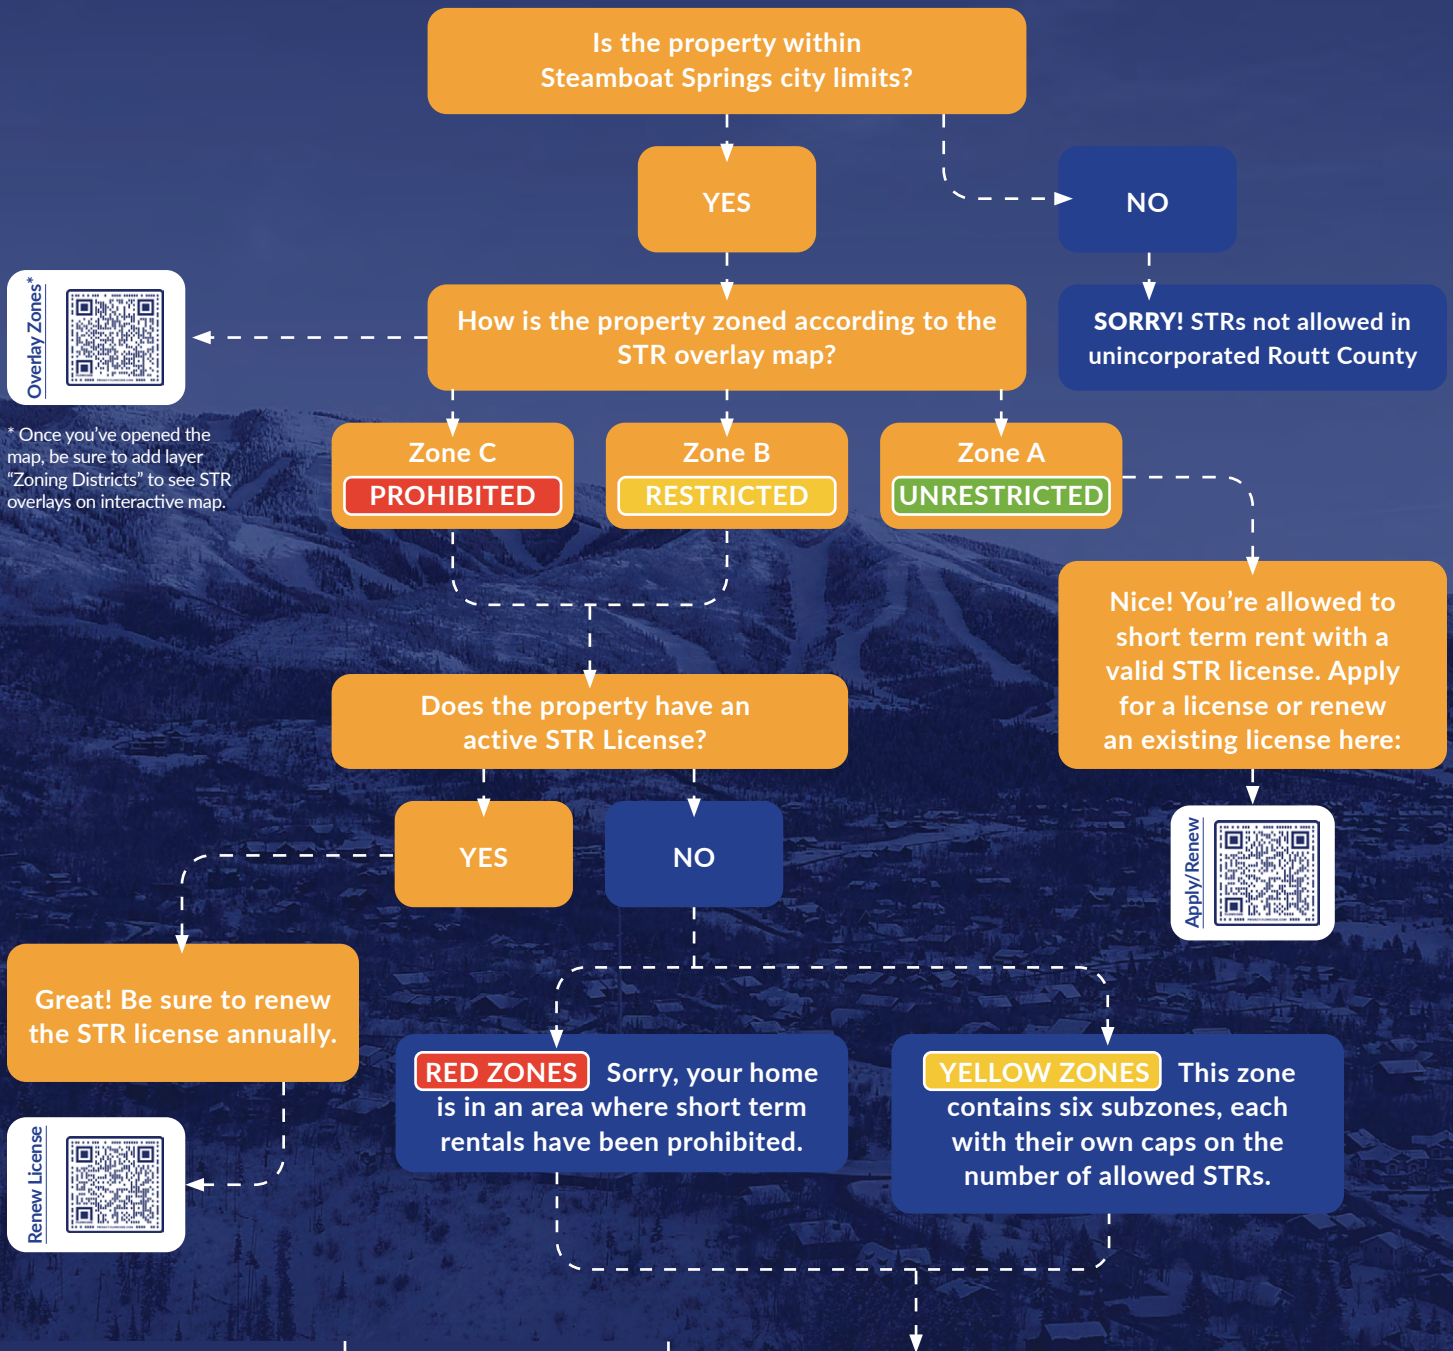 Is the property within
Steamboat Springs city limits?
YES
NO
Overlay Zones*
How is the property zoned according to the
STR overlay map?
SORRY! STRs not allowed in
unincorporated Routt County
* Once you’ve opened the
map, be sure to add layer
“Zoning Districts” to see STR
overlays on interactive map.
Zone C
PROHIBITED
Zone B
RESTRICTED
Zone A
UNRESTRICTED
Nice! You’re allowed to
short term rent with a
valid STR license. Apply
for a license or renew
an existing license here:
Does the property have an
active STR License?
YES
NO
Apply/Renew
Great! Be sure to renew
the STR license annually.
RED ZONES Sorry, your home
is in an area where short term
rentals have been prohibited.
YELLOW ZONES This zone
contains six subzones, each
with their own caps on the
number of allowed STRs.
Renew License